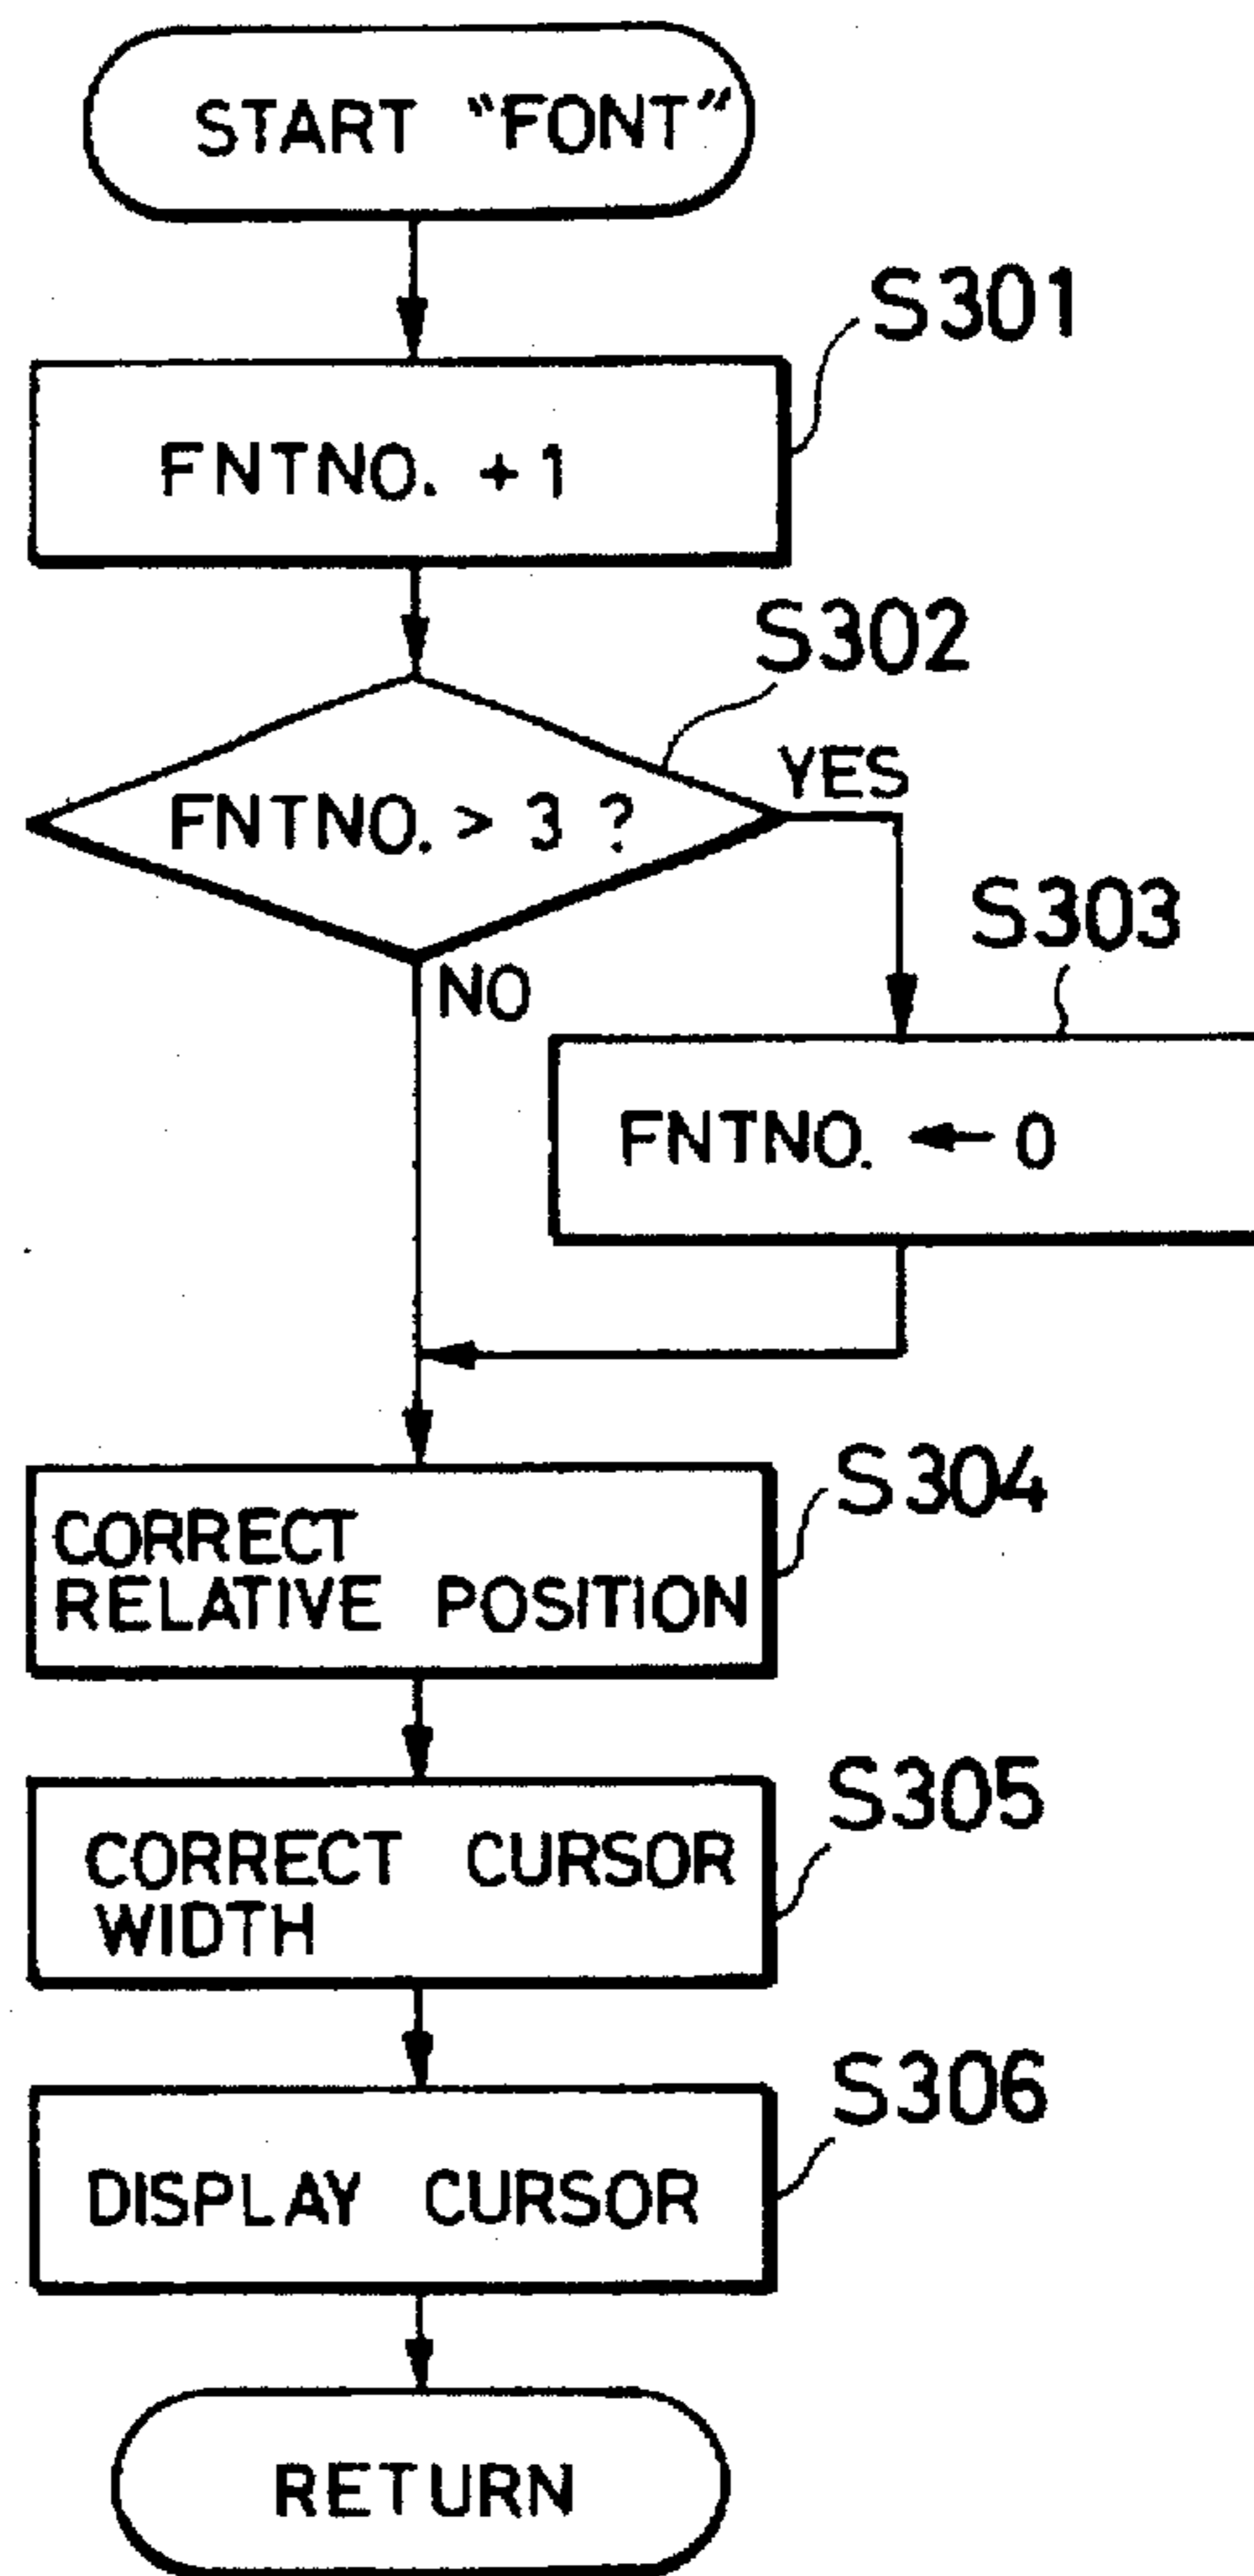 START "FONT"
S301
FNTNO. +1
S302
FNTNO. > 3 ?
YES
NO
S303
FNTNO. ← 0
S304
CORRECT
RELATIVE POSITION
S305
CORRECT CURSOR
WIDTH
S306
DISPLAY CURSOR
RETURN